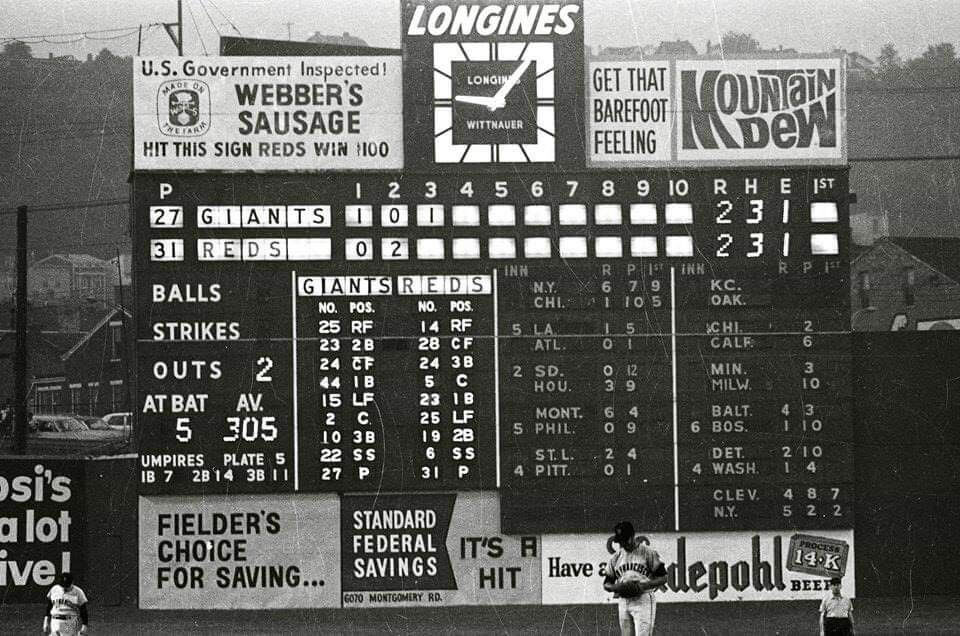 LONGINES
LONGINES
WITTNAUER
U.S. Government Inspected!
MADE ON
THE FARM
WEBBER'S
SAUSAGE
HIT THIS SIGN REDS WIN $100
GET THAT
BAREFOOT
FEELING
MOUNTAIN
DEW
P 1 2 3 4 5 6 7 8 9 10 R H E 1ST
27 GIANTS 1 0 1 2 3 1
31 REDS 0 2 2 3 1
BALLS
STRIKES
OUTS 2
AT BAT AV.
5 305
UMPIRES PLATE 5
1B 7 2B 14 3B 11
GIANTS REDS
NO. POS. NO. POS.
25 RF 14 RF
23 2B 28 CF
24 CF 24 3B
44 1B 5 C
15 LF 23 1B
2 C. 25 LF
10 3B 19 2B
22 SS 6 SS
27 P 31 P
INN R P 1ST
N.Y. 6 7 9
CHI. 1 10 5
5 LA. 1 5
ATL. 0 1
2 SD. 0 12
HOU. 3 9
MONT. 6 4
5 PHIL. 0 9
ST.L. 2 4
4 PITT. 0 1
INN R P 1ST
KC.
OAK.
CHI. 2
CALF. 6
MIN. 3
MILW. 10
BALT. 4 3
6 BOS. 1 10
DET. 2 10
4 WASH. 1 4
CLEV. 4 8 7
N.Y. 5 2 2
psi's
a lot
ive!
FIELDER'S
CHOICE
FOR SAVING...
STANDARD
FEDERAL
SAVINGS
6070 MONTGOMERY RD.
IT'S A
HIT
Have a
depohl
PROCESS
14-K
BEER